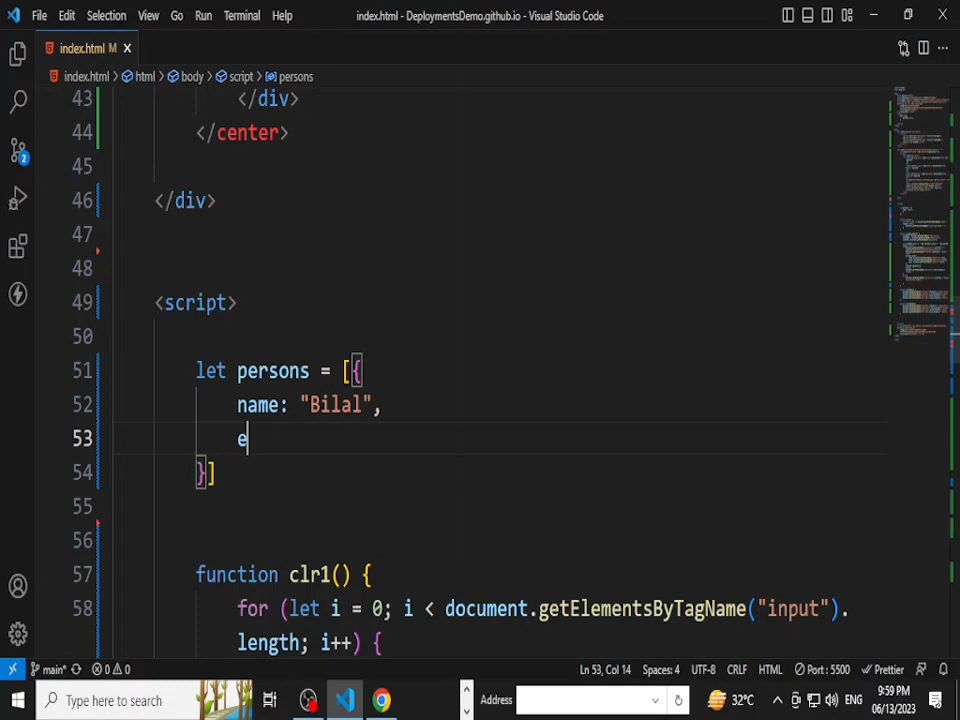 File Edit Selection View Go Run Terminal Help index.html - DeploymentsDemo.github.io - Visual Studio Code
index.html M
index.html > html > body > script > persons
43 </div>
44 </center>
45
46 </div>
47
48
49 <script>
50
51 let persons = [{
52 name: "Bilal",
53 e
54 }]
55
56
57 function clr1() {
58 for (let i = 0; i < document.getElementsByTagName("input").
length; i++) {
2
main* 0 0 Ln 53, Col 14 Spaces: 4 UTF-8 CRLF HTML Port : 5500 Prettier
Type here to search Address 32°C ENG 9:59 PM
06/13/2023